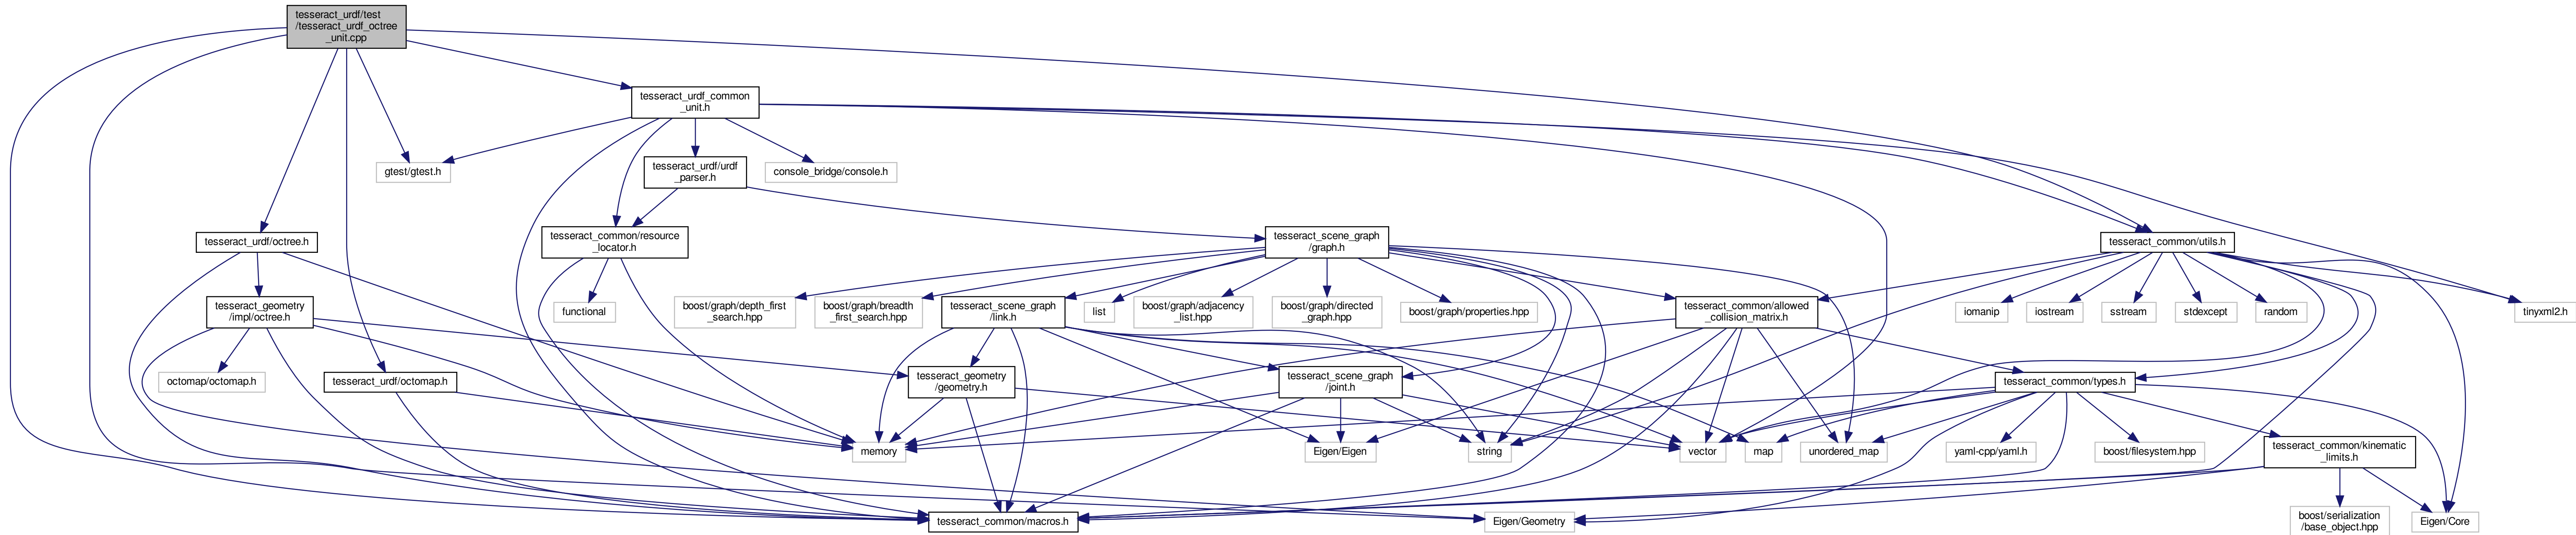 tesseract_urdf/test
/tesseract_urdf_octree
_unit.cpp
tesseract_urdf_common
_unit.h
gtest/gtest.h
tesseract_urdf/urdf
_parser.h
console_bridge/console.h
tesseract_urdf/octree.h
tesseract_common/resource
_locator.h
tesseract_scene_graph
/graph.h
tesseract_common/utils.h
tesseract_geometry
/impl/octree.h
functional
boost/graph/depth_first
_search.hpp
boost/graph/breadth
_first_search.hpp
tesseract_scene_graph
/link.h
list
boost/graph/adjacency
_list.hpp
boost/graph/directed
_graph.hpp
boost/graph/properties.hpp
tesseract_common/allowed
_collision_matrix.h
iomanip
iostream
sstream
stdexcept
random
tinyxml2.h
octomap/octomap.h
tesseract_urdf/octomap.h
tesseract_geometry
/geometry.h
tesseract_scene_graph
/joint.h
tesseract_common/types.h
memory
Eigen/Eigen
string
vector
map
unordered_map
yaml-cpp/yaml.h
boost/filesystem.hpp
tesseract_common/kinematic
_limits.h
tesseract_common/macros.h
Eigen/Geometry
boost/serialization
/base_object.hpp
Eigen/Core